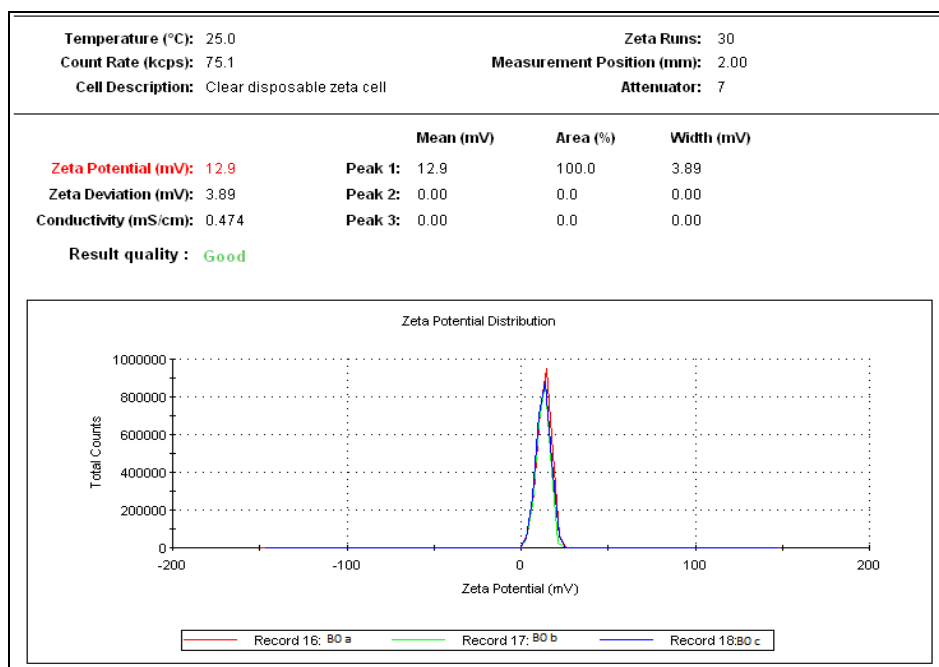 Temperature (°C): 25.0 Zeta Runs: 30
Count Rate (kcps): 75.1 Measurement Position (mm): 2.00
Cell Description: Clear disposable zeta cell Attenuator: 7
Mean (mV) Area (%) Width (mV)
Zeta Potential (mV): 12.9 Peak 1: 12.9 100.0 3.89
Zeta Deviation (mV): 3.89 Peak 2: 0.00 0.0 0.00
Conductivity (mS/cm): 0.474 Peak 3: 0.00 0.0 0.00
Result quality : Good
Zeta Potential Distribution
1000000
800000
600000
400000
200000
0
Total Counts
-200 -100 0 100 200
Zeta Potential (mV)
Record 16: BO a Record 17: BO b Record 18:BO c